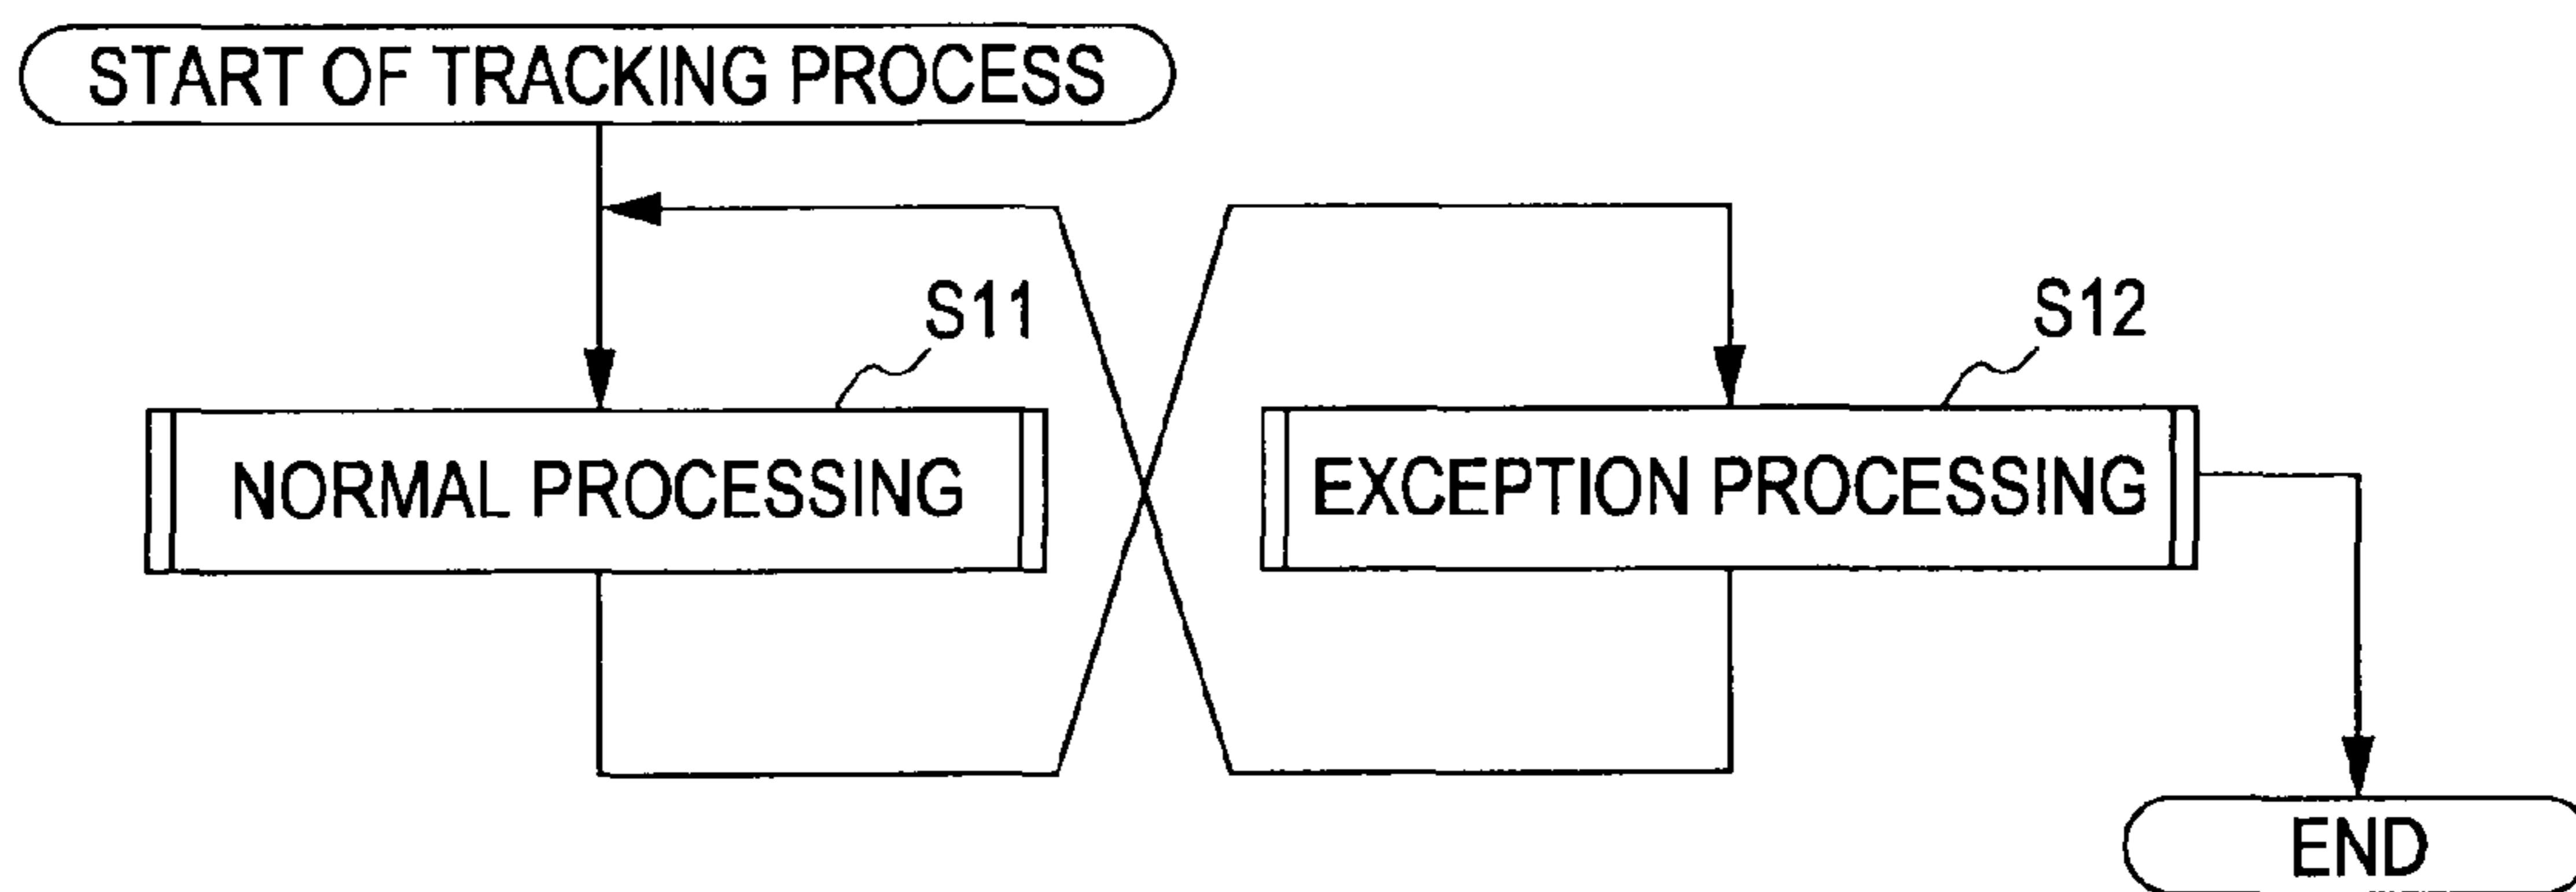 START OF TRACKING PROCESS
S11
S12
NORMAL PROCESSING
EXCEPTION PROCESSING
END